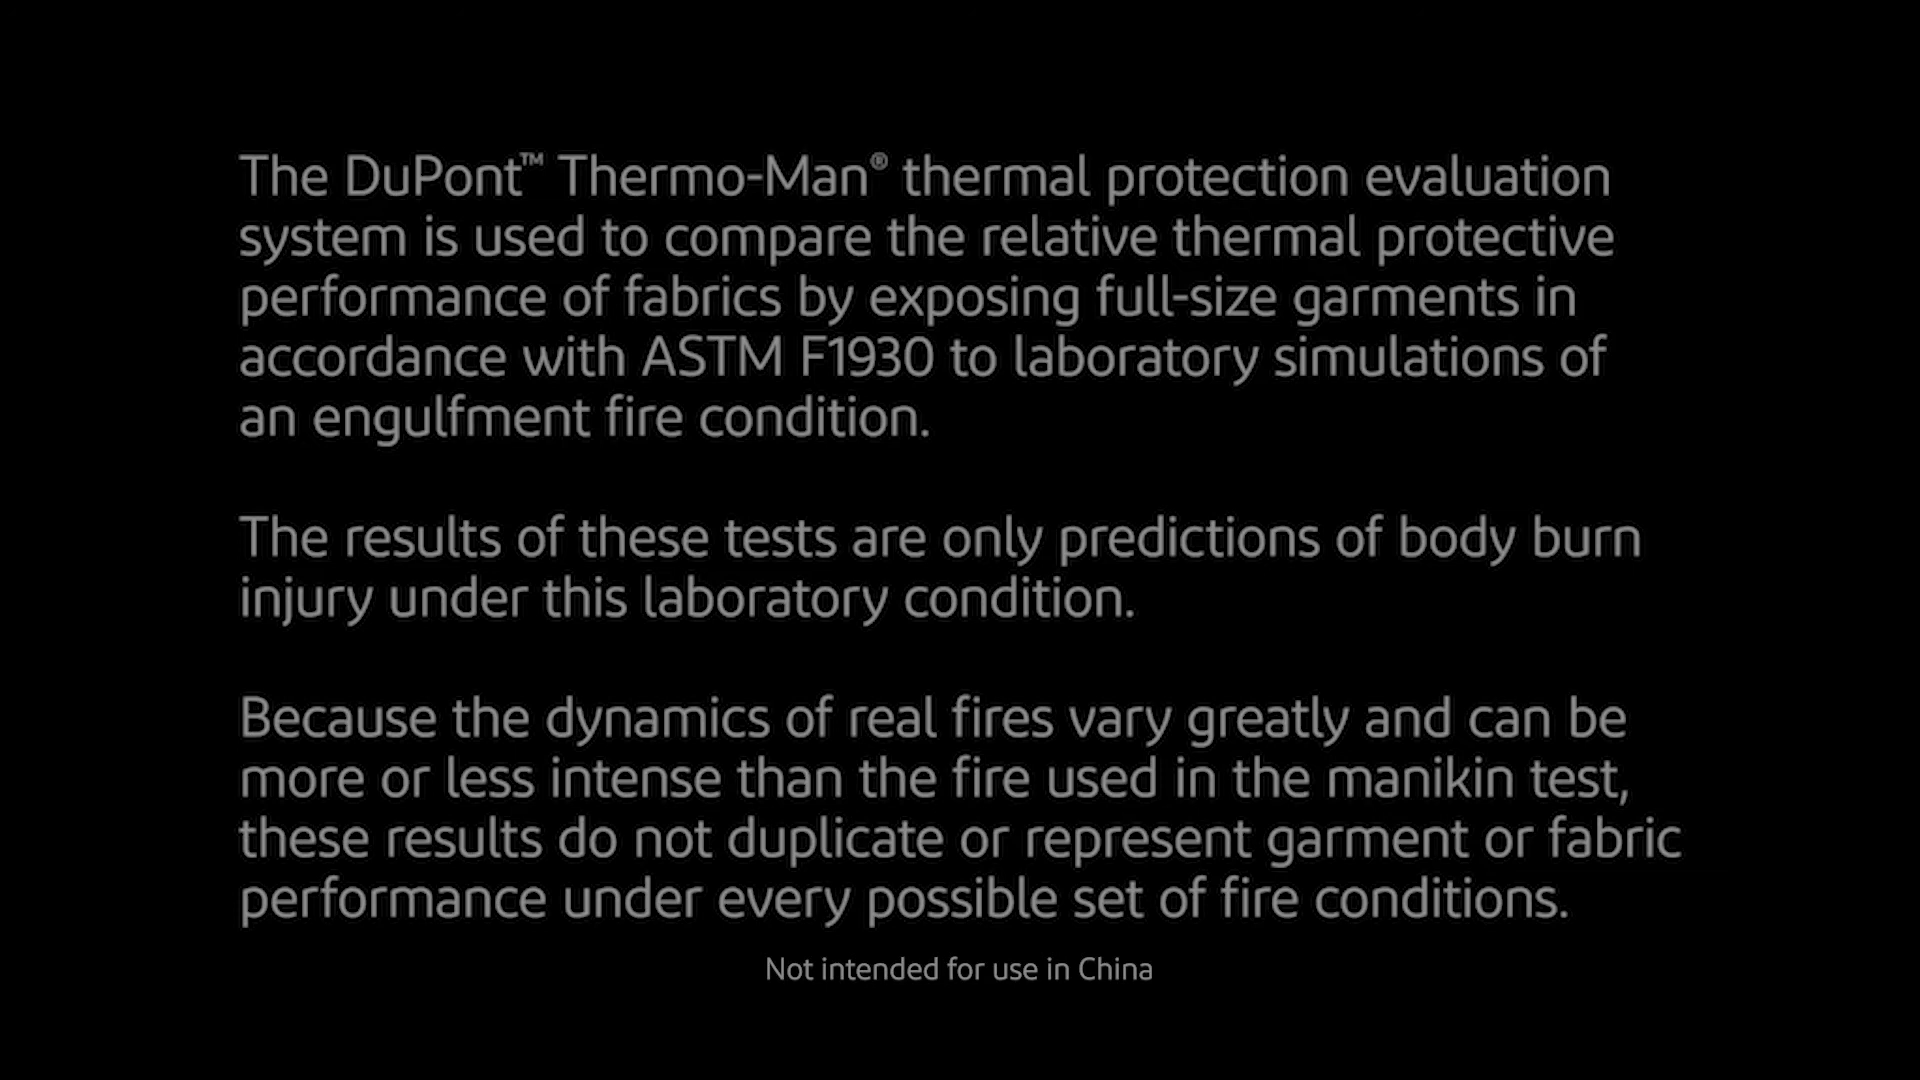 The DuPont™ Thermo-Man® thermal protection evaluation
system is used to compare the relative thermal protective
performance of fabrics by exposing full-size garments in
accordance with ASTM F1930 to laboratory simulations of
an engulfment fire condition.
The results of these tests are only predictions of body burn
injury under this laboratory condition.
Because the dynamics of real fires vary greatly and can be
more or less intense than the fire used in the manikin test,
these results do not duplicate or represent garment or fabric
performance under every possible set of fire conditions.
Not intended for use in China